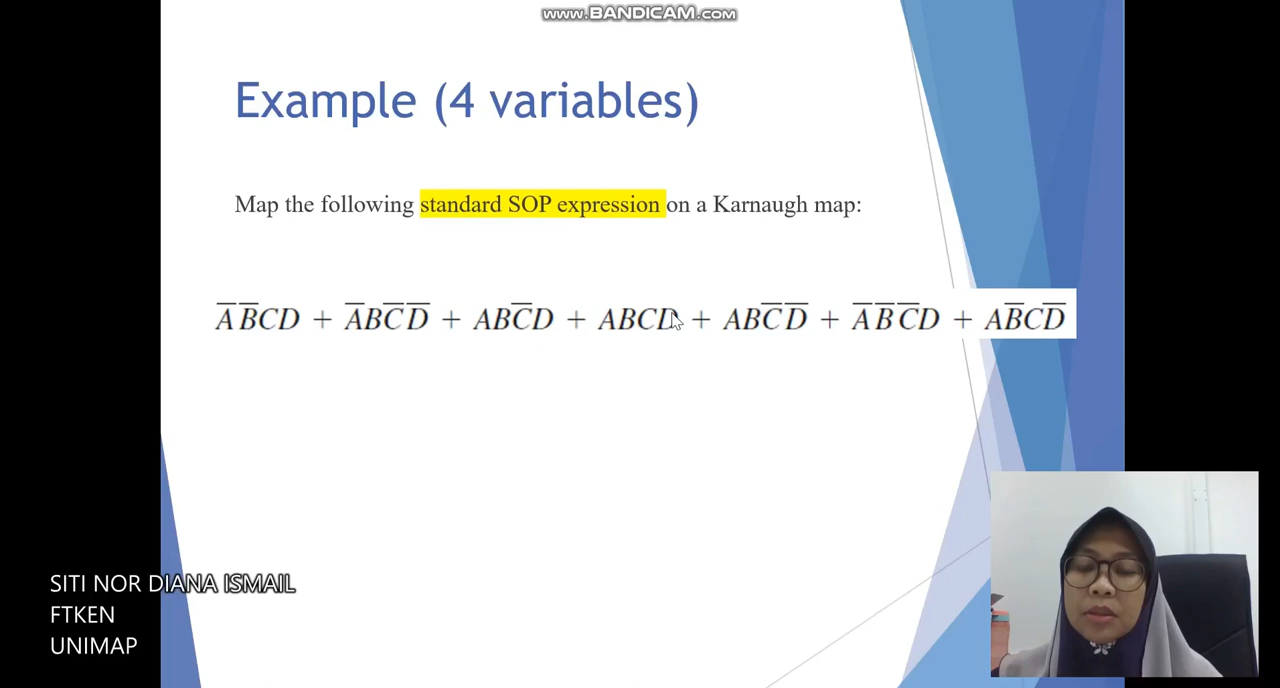 www.BANDICAM.com
Example (4 variables)
Map the following standard SOP expression on a Karnaugh map:
A̅B̅CD + A̅BC̅D̅ + ABC̅D + ABCD + ABC̅D̅ + A̅B̅C̅D + AB̅CD̅
SITI NOR DIANA ISMAIL
FTKEN
UNIMAP